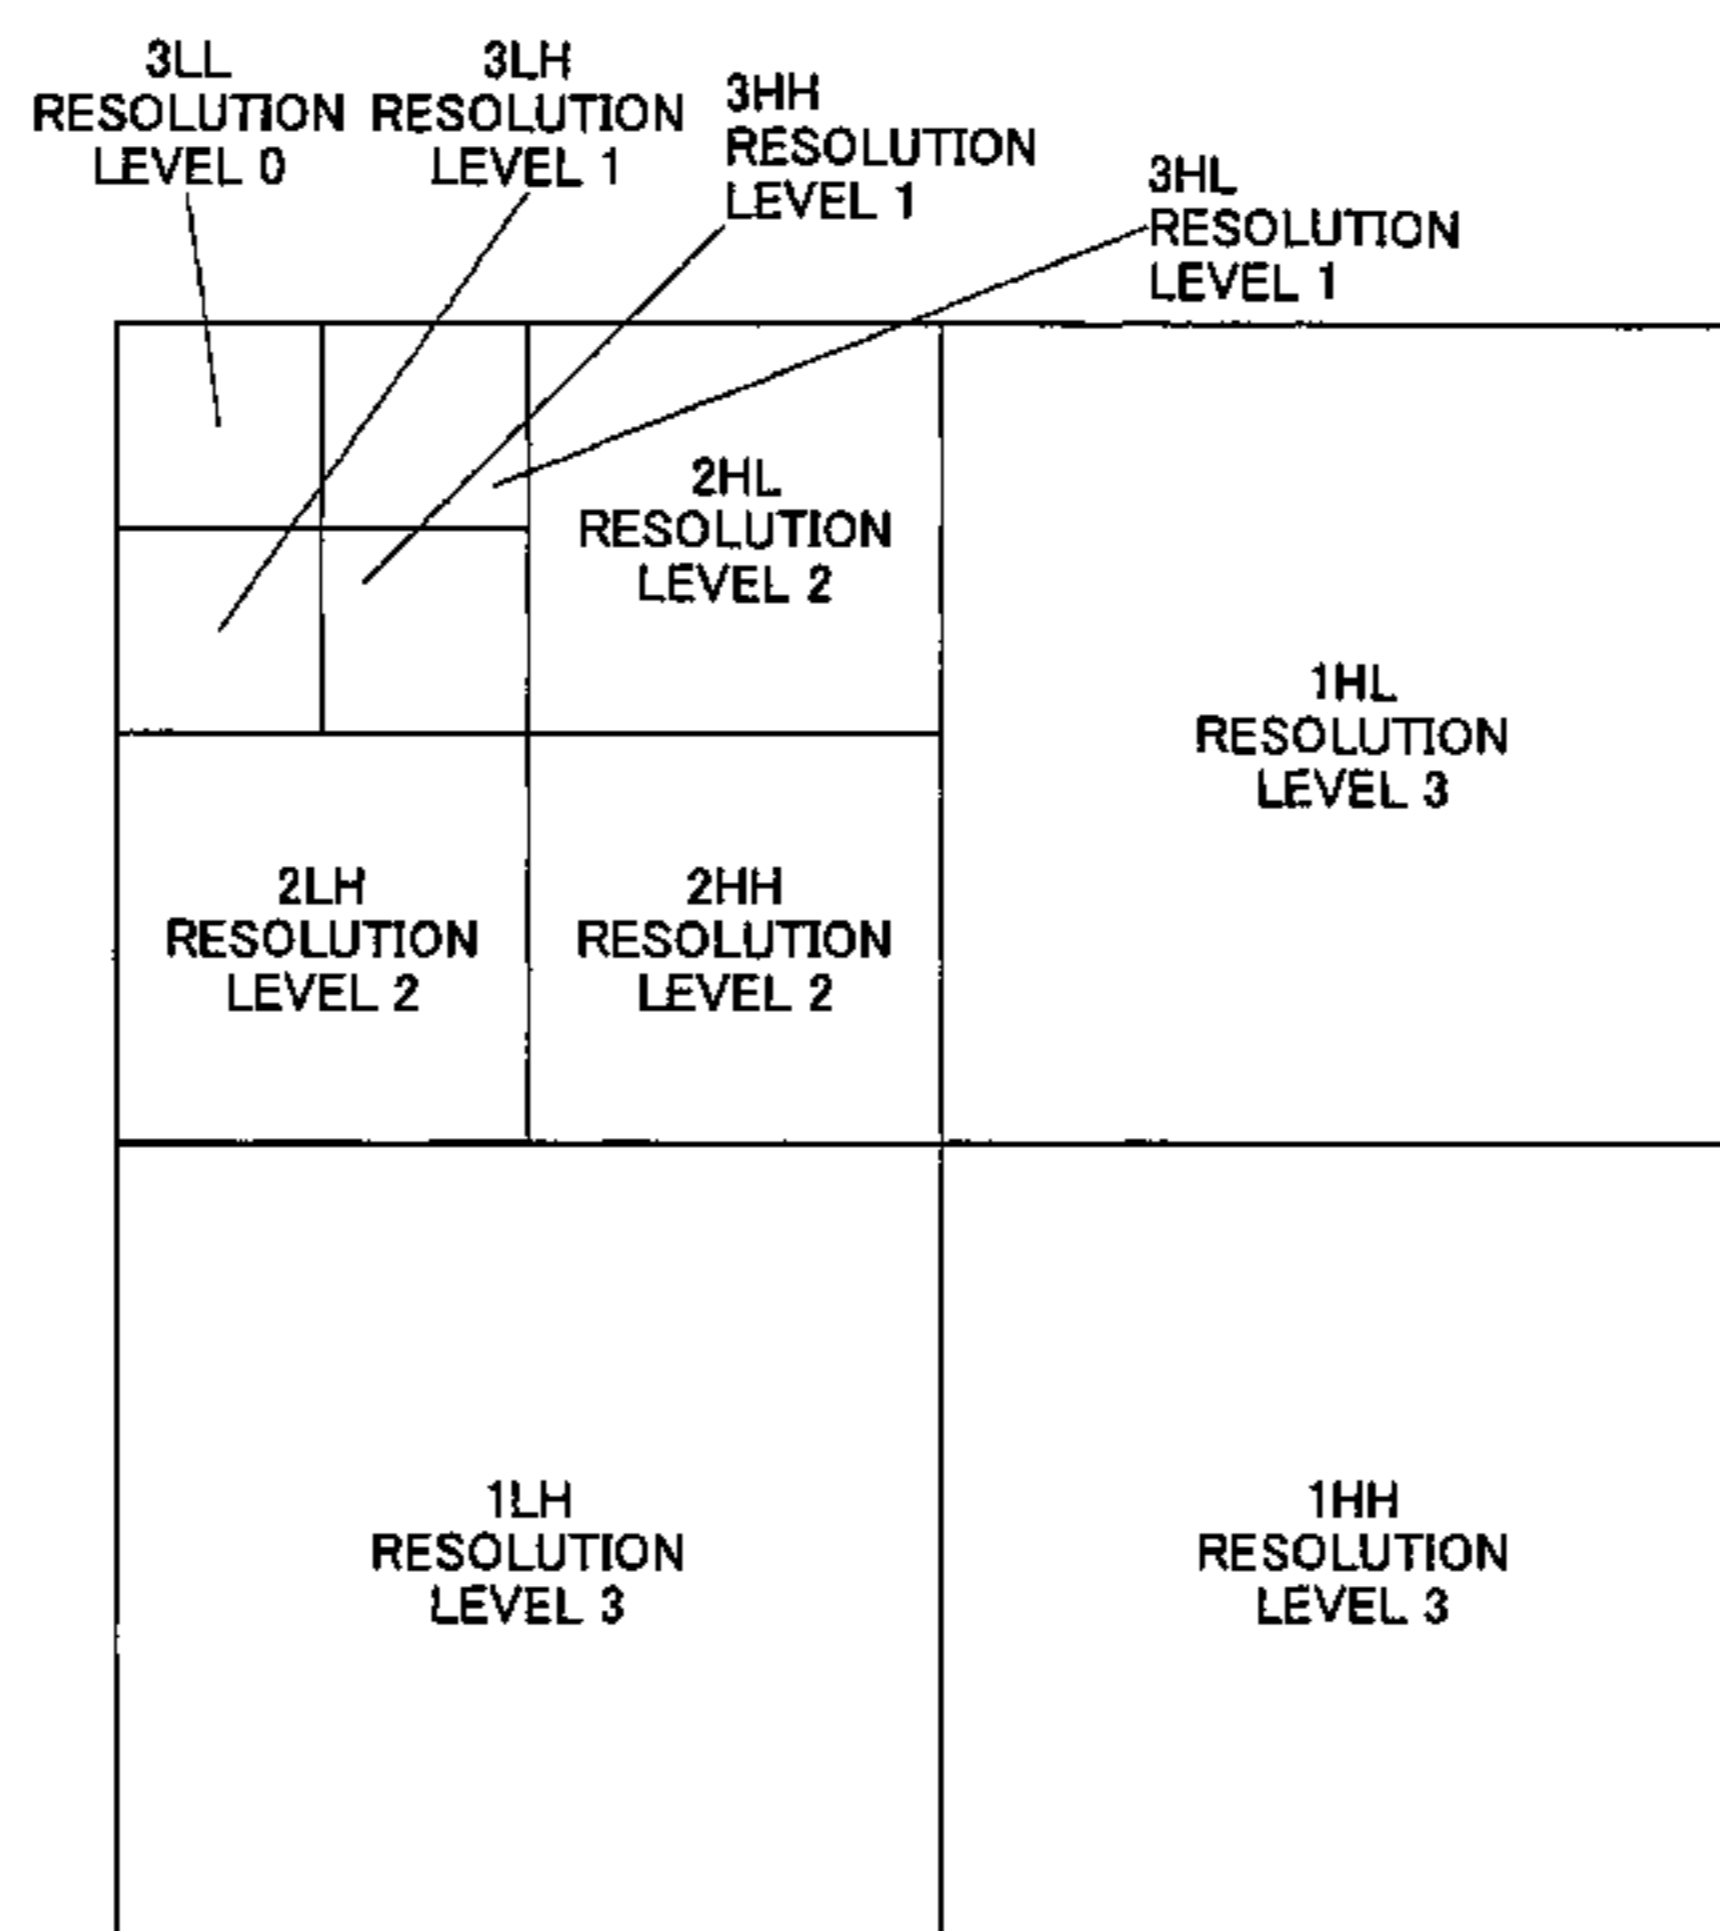 3LL
RESOLUTION
LEVEL 0
3LH
RESOLUTION
LEVEL 1
3HH
RESOLUTION
LEVEL 1
3HL
RESOLUTION
LEVEL 1
2HL
RESOLUTION
LEVEL 2
1HL
RESOLUTION
LEVEL 3
2LH
RESOLUTION
LEVEL 2
2HH
RESOLUTION
LEVEL 2
1LH
RESOLUTION
LEVEL 3
1HH
RESOLUTION
LEVEL 3